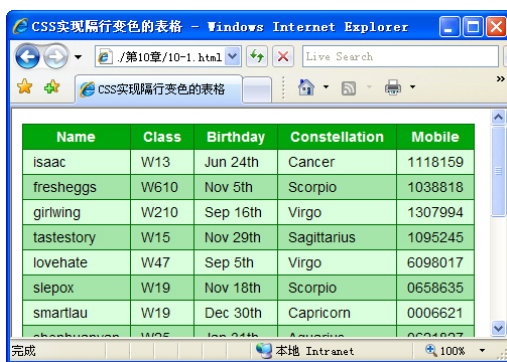 CSS实现隔行变色的表格 - Windows Internet Explorer
./第10章/10-1.html Live Search
CSS实现隔行变色的表格 »
Name Class Birthday Constellation Mobile
isaac W13 Jun 24th Cancer 1118159
fresheggs W610 Nov 5th Scorpio 1038818
girlwing W210 Sep 16th Virgo 1307994
tastestory W15 Nov 29th Sagittarius 1095245
lovehate W47 Sep 5th Virgo 6098017
slepox W19 Nov 18th Scorpio 0658635
smartlau W19 Dec 30th Capricorn 0006621
W25 Jan 31th Aquarius
完成 本地 Intranet 100%